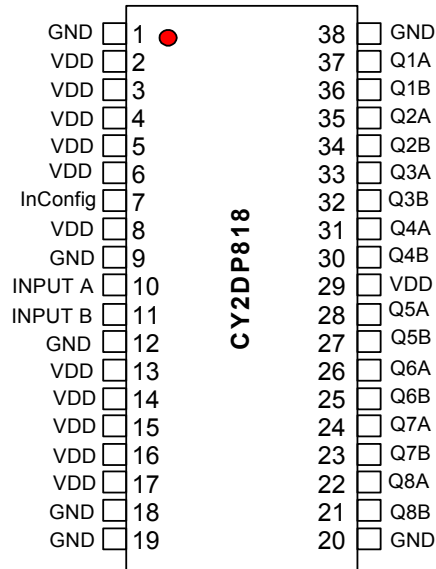 GND 1 38 GND
VDD 2 37 Q1A
VDD 3 36 Q1B
VDD 4 35 Q2A
VDD 5 34 Q2B
VDD 6 33 Q3A
InConfig 7 32 Q3B
VDD 8 31 Q4A
GND 9 30 Q4B
INPUT A 10 29 VDD
INPUT B 11 28 Q5A
GND 12 27 Q5B
VDD 13 26 Q6A
VDD 14 25 Q6B
VDD 15 24 Q7A
VDD 16 23 Q7B
VDD 17 22 Q8A
GND 18 21 Q8B
GND 19 20 GND
CY2DP818